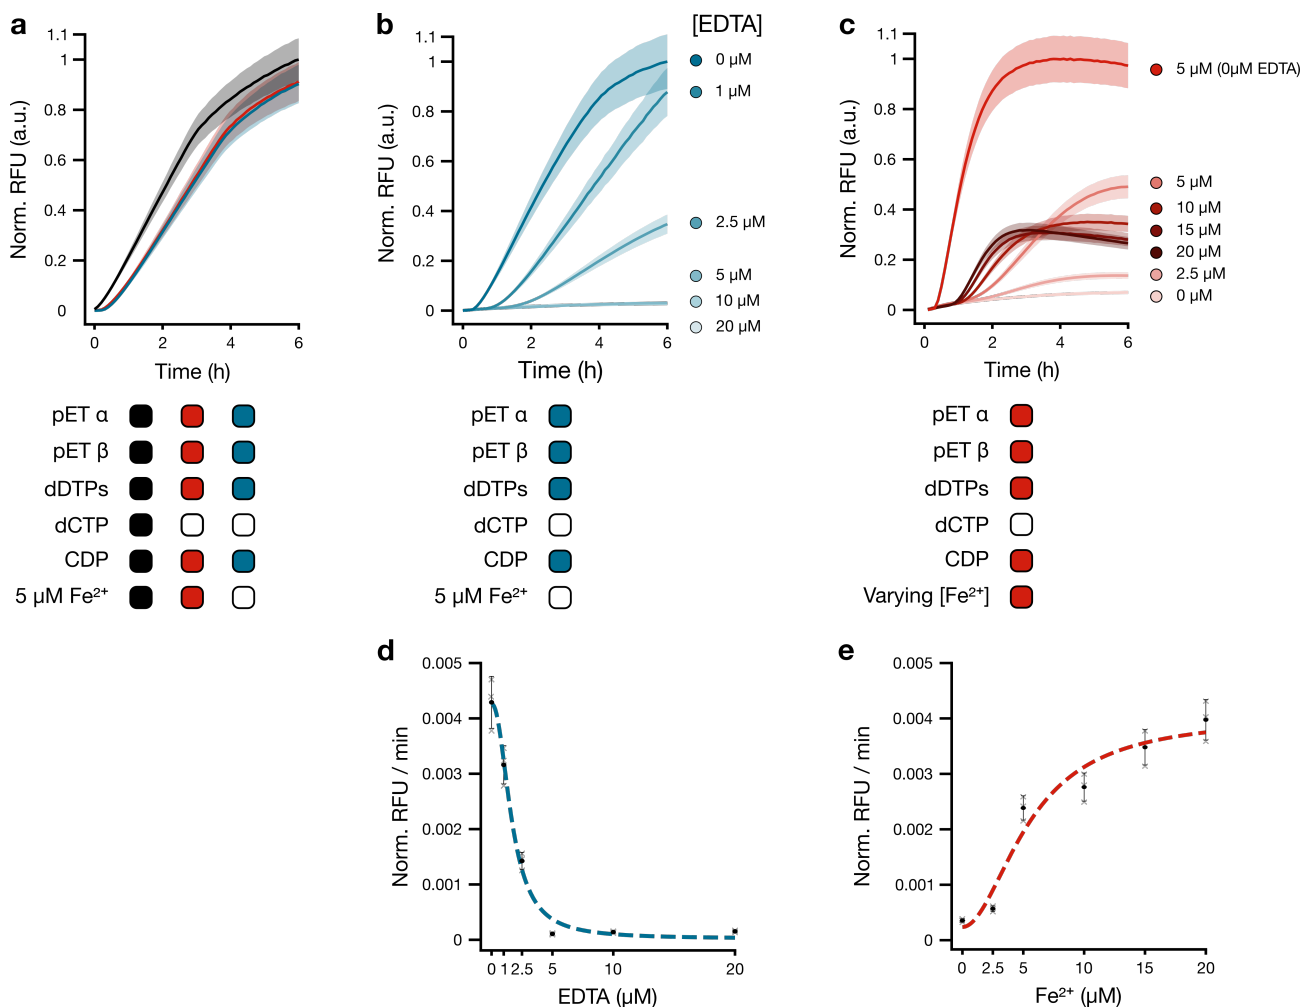 a
1.1
1
0.8
0.6
0.4
0.2
0
Norm. RFU (a.u.)
0 2 4 6
Time (h)
pET α
pET β
dDTPs
dCTP
CDP
5 µM Fe²⁺
b
1.1
1
0.8
0.6
0.4
0.2
0
Norm. RFU (a.u.)
0 2 4 6
Time (h)
[EDTA]
0 µM
1 µM
2.5 µM
5 µM
10 µM
20 µM
pET α
pET β
dDTPs
dCTP
CDP
5 µM Fe²⁺
c
1.1
1
0.8
0.6
0.4
0.2
0
Norm. RFU (a.u.)
0 2 4 6
Time (h)
5 µM (0µM EDTA)
5 µM
10 µM
15 µM
20 µM
2.5 µM
0 µM
pET α
pET β
dDTPs
dCTP
CDP
Varying [Fe²⁺]
d
0.005
0.004
0.003
0.002
0.001
0
Norm. RFU / min
0 1 2.5 5 10 20
EDTA (µM)
e
0.005
0.004
0.003
0.002
0.001
0
Norm. RFU / min
0 2.5 5 10 15 20
Fe²⁺ (µM)